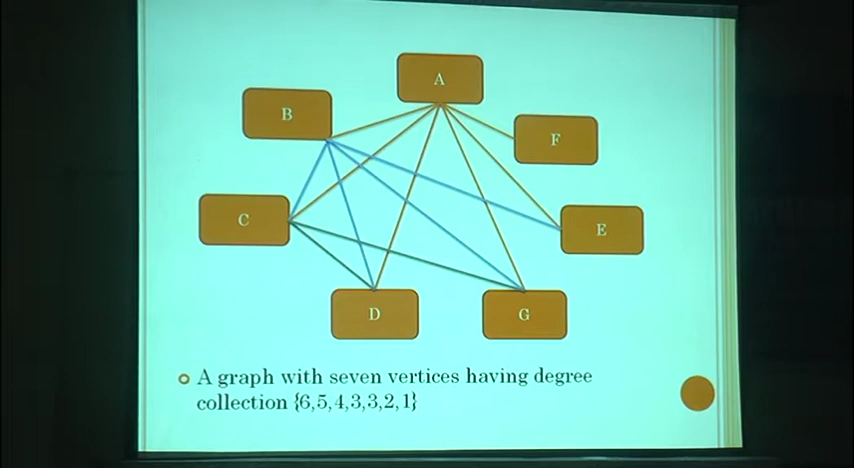 A
B
F
C
E
D
G
A graph with seven vertices having degree
collection {6,5,4,3,3,2,1}